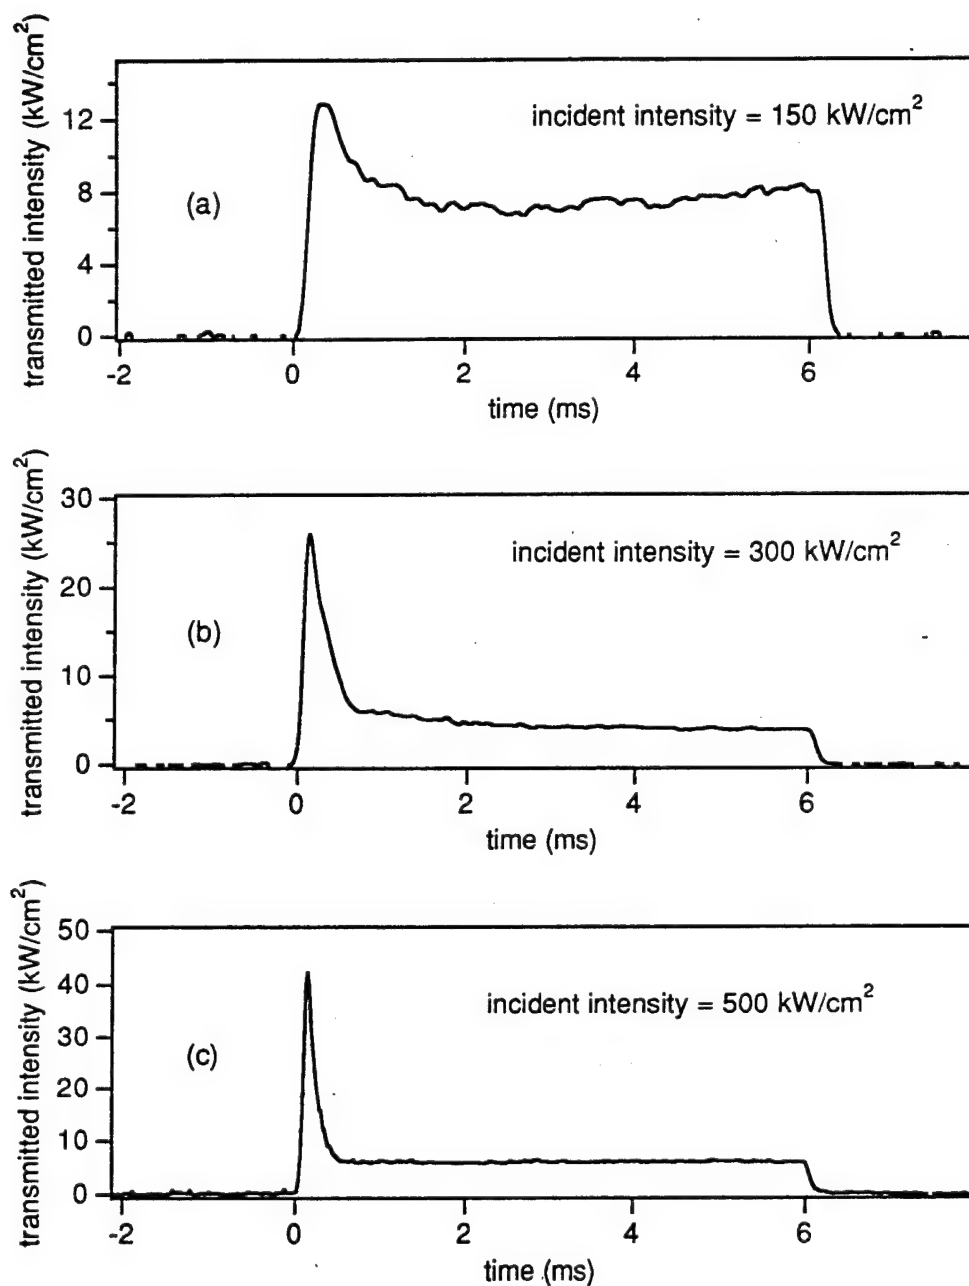 transmitted intensity (kW/cm²)
12
8
4
0
(a)
incident intensity = 150 kW/cm²
-2 0 2 4 6
time (ms)
transmitted intensity (kW/cm²)
30
20
10
0
(b)
incident intensity = 300 kW/cm²
-2 0 2 4 6
time (ms)
transmitted intensity (kW/cm²)
50
40
30
20
10
0
(c)
incident intensity = 500 kW/cm²
-2 0 2 4 6
time (ms)